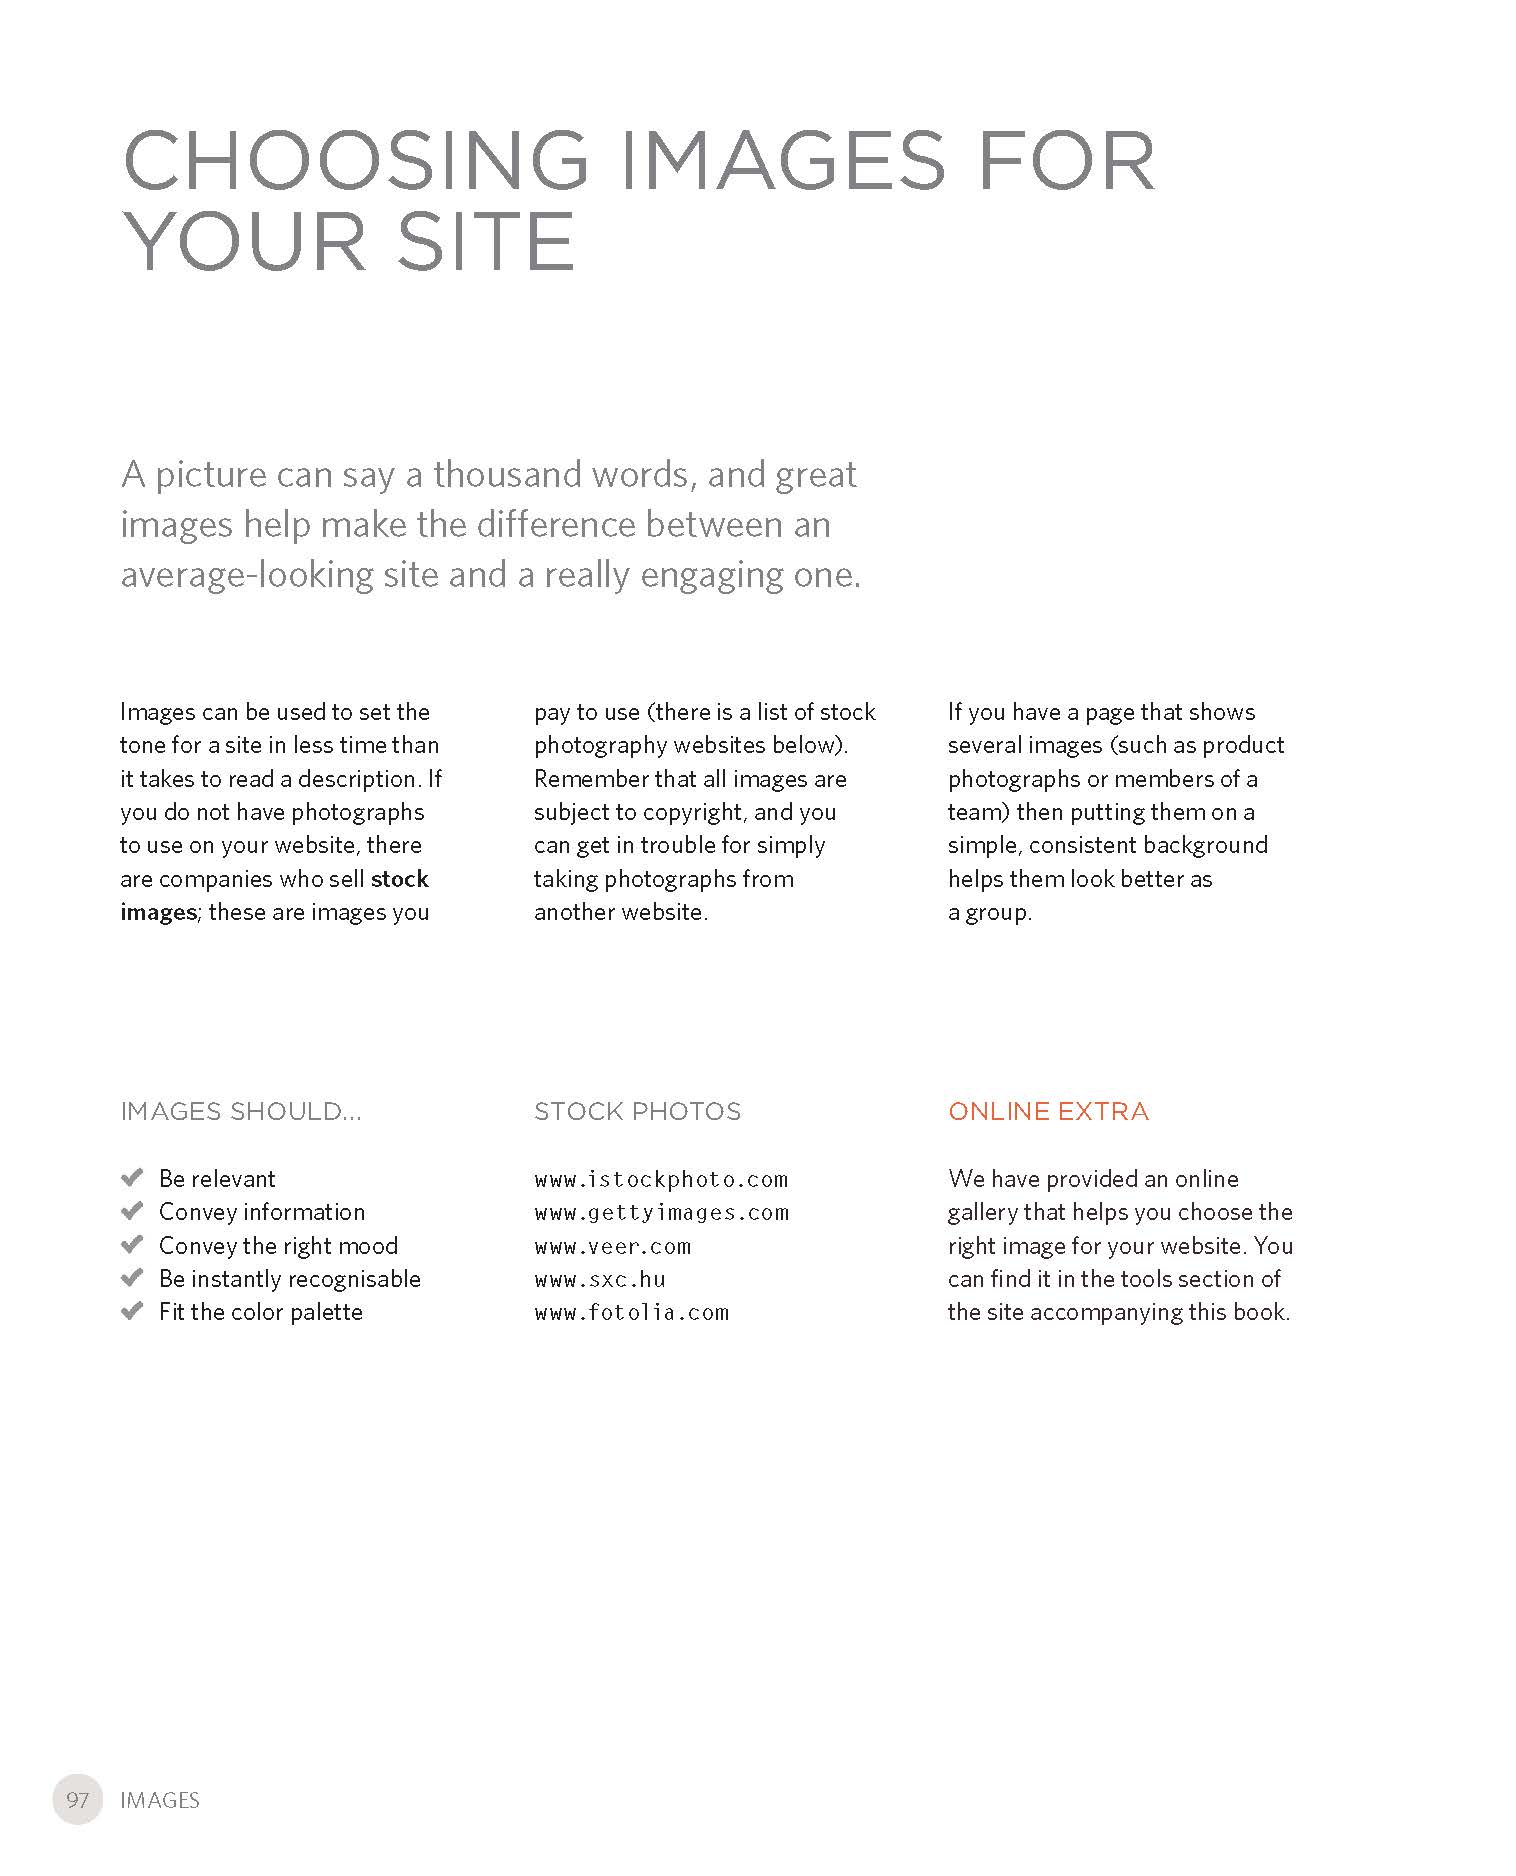 CHOOSING IMAGES FOR
YOUR SITE
A picture can say a thousand words, and great
images help make the difference between an
average-looking site and a really engaging one.
Images can be used to set the
tone for a site in less time than
it takes to read a description. If
you do not have photographs
to use on your website, there
are companies who sell stock
images; these are images you
pay to use (there is a list of stock
photography websites below).
Remember that all images are
subject to copyright, and you
can get in trouble for simply
taking photographs from
another website.
If you have a page that shows
several images (such as product
photographs or members of a
team) then putting them on a
simple, consistent background
helps them look better as
a group.
IMAGES SHOULD...
Be relevant
Convey information
Convey the right mood
Be instantly recognisable
Fit the color palette
STOCK PHOTOS
www.istockphoto.com
www.gettyimages.com
www.veer.com
www.sxc.hu
www.fotolia.com
ONLINE EXTRA
We have provided an online
gallery that helps you choose the
right image for your website. You
can find it in the tools section of
the site accompanying this book.
97 IMAGES